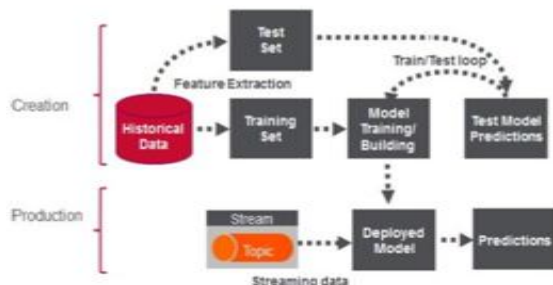 Test
Set
Train/Test loop
Feature Extraction
Creation
Historical
Data
Training
Set
Model
Training/
Building
Test Model
Predictions
Production
Stream
Topic
Deployed
Model
Predictions
Streaming data